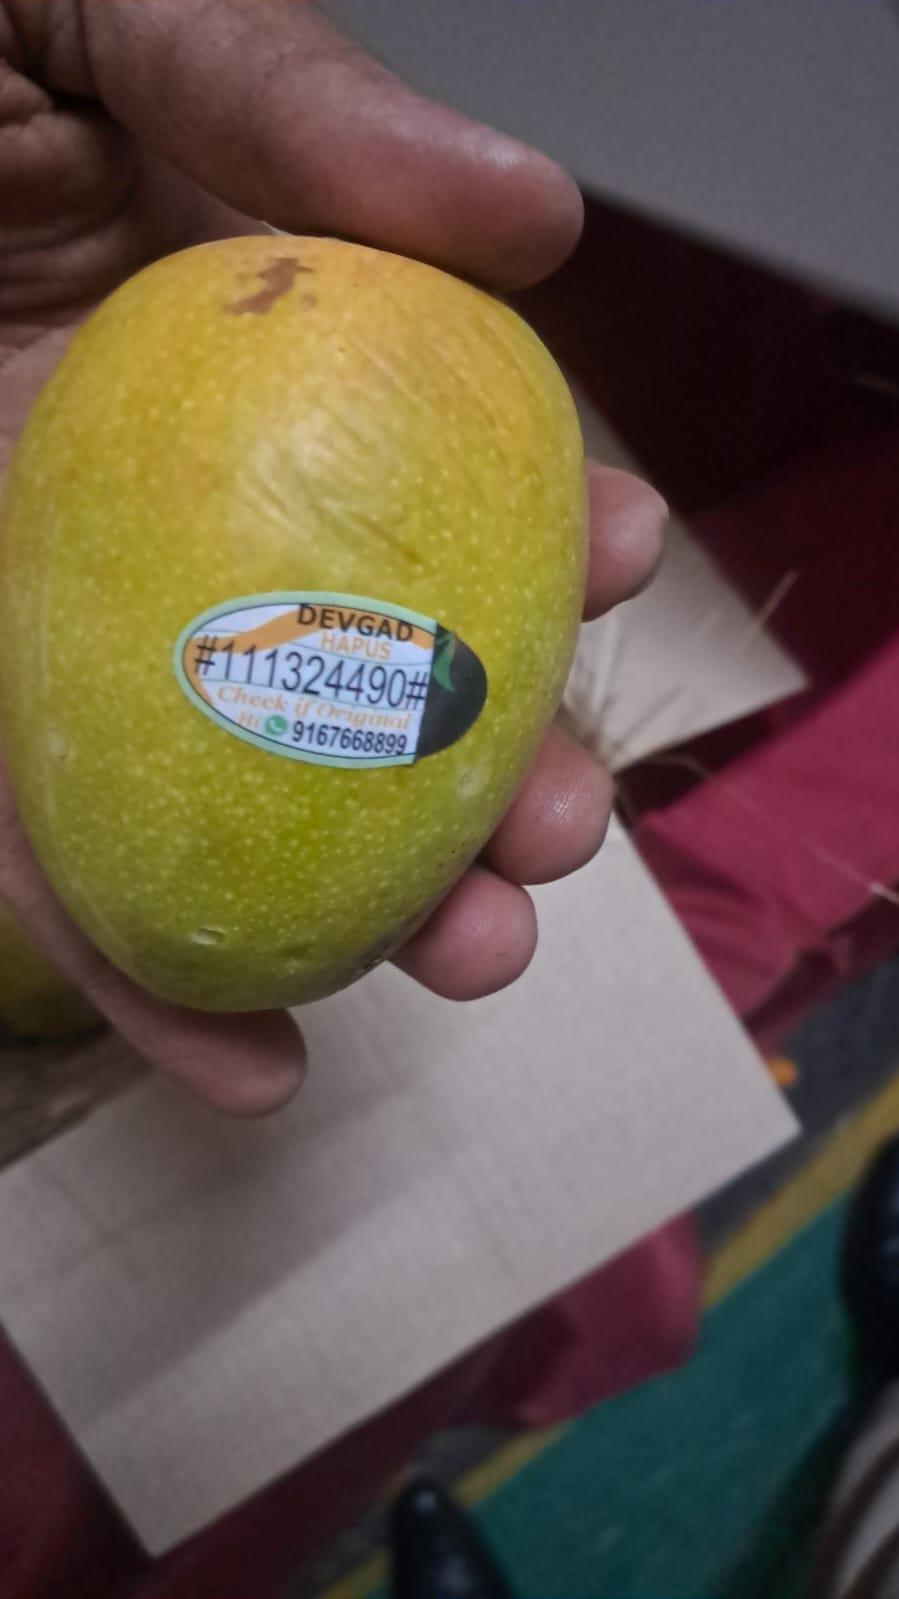 DEVGAD
HAPUS
#111324490#
Check if Original
Hi 9167668899